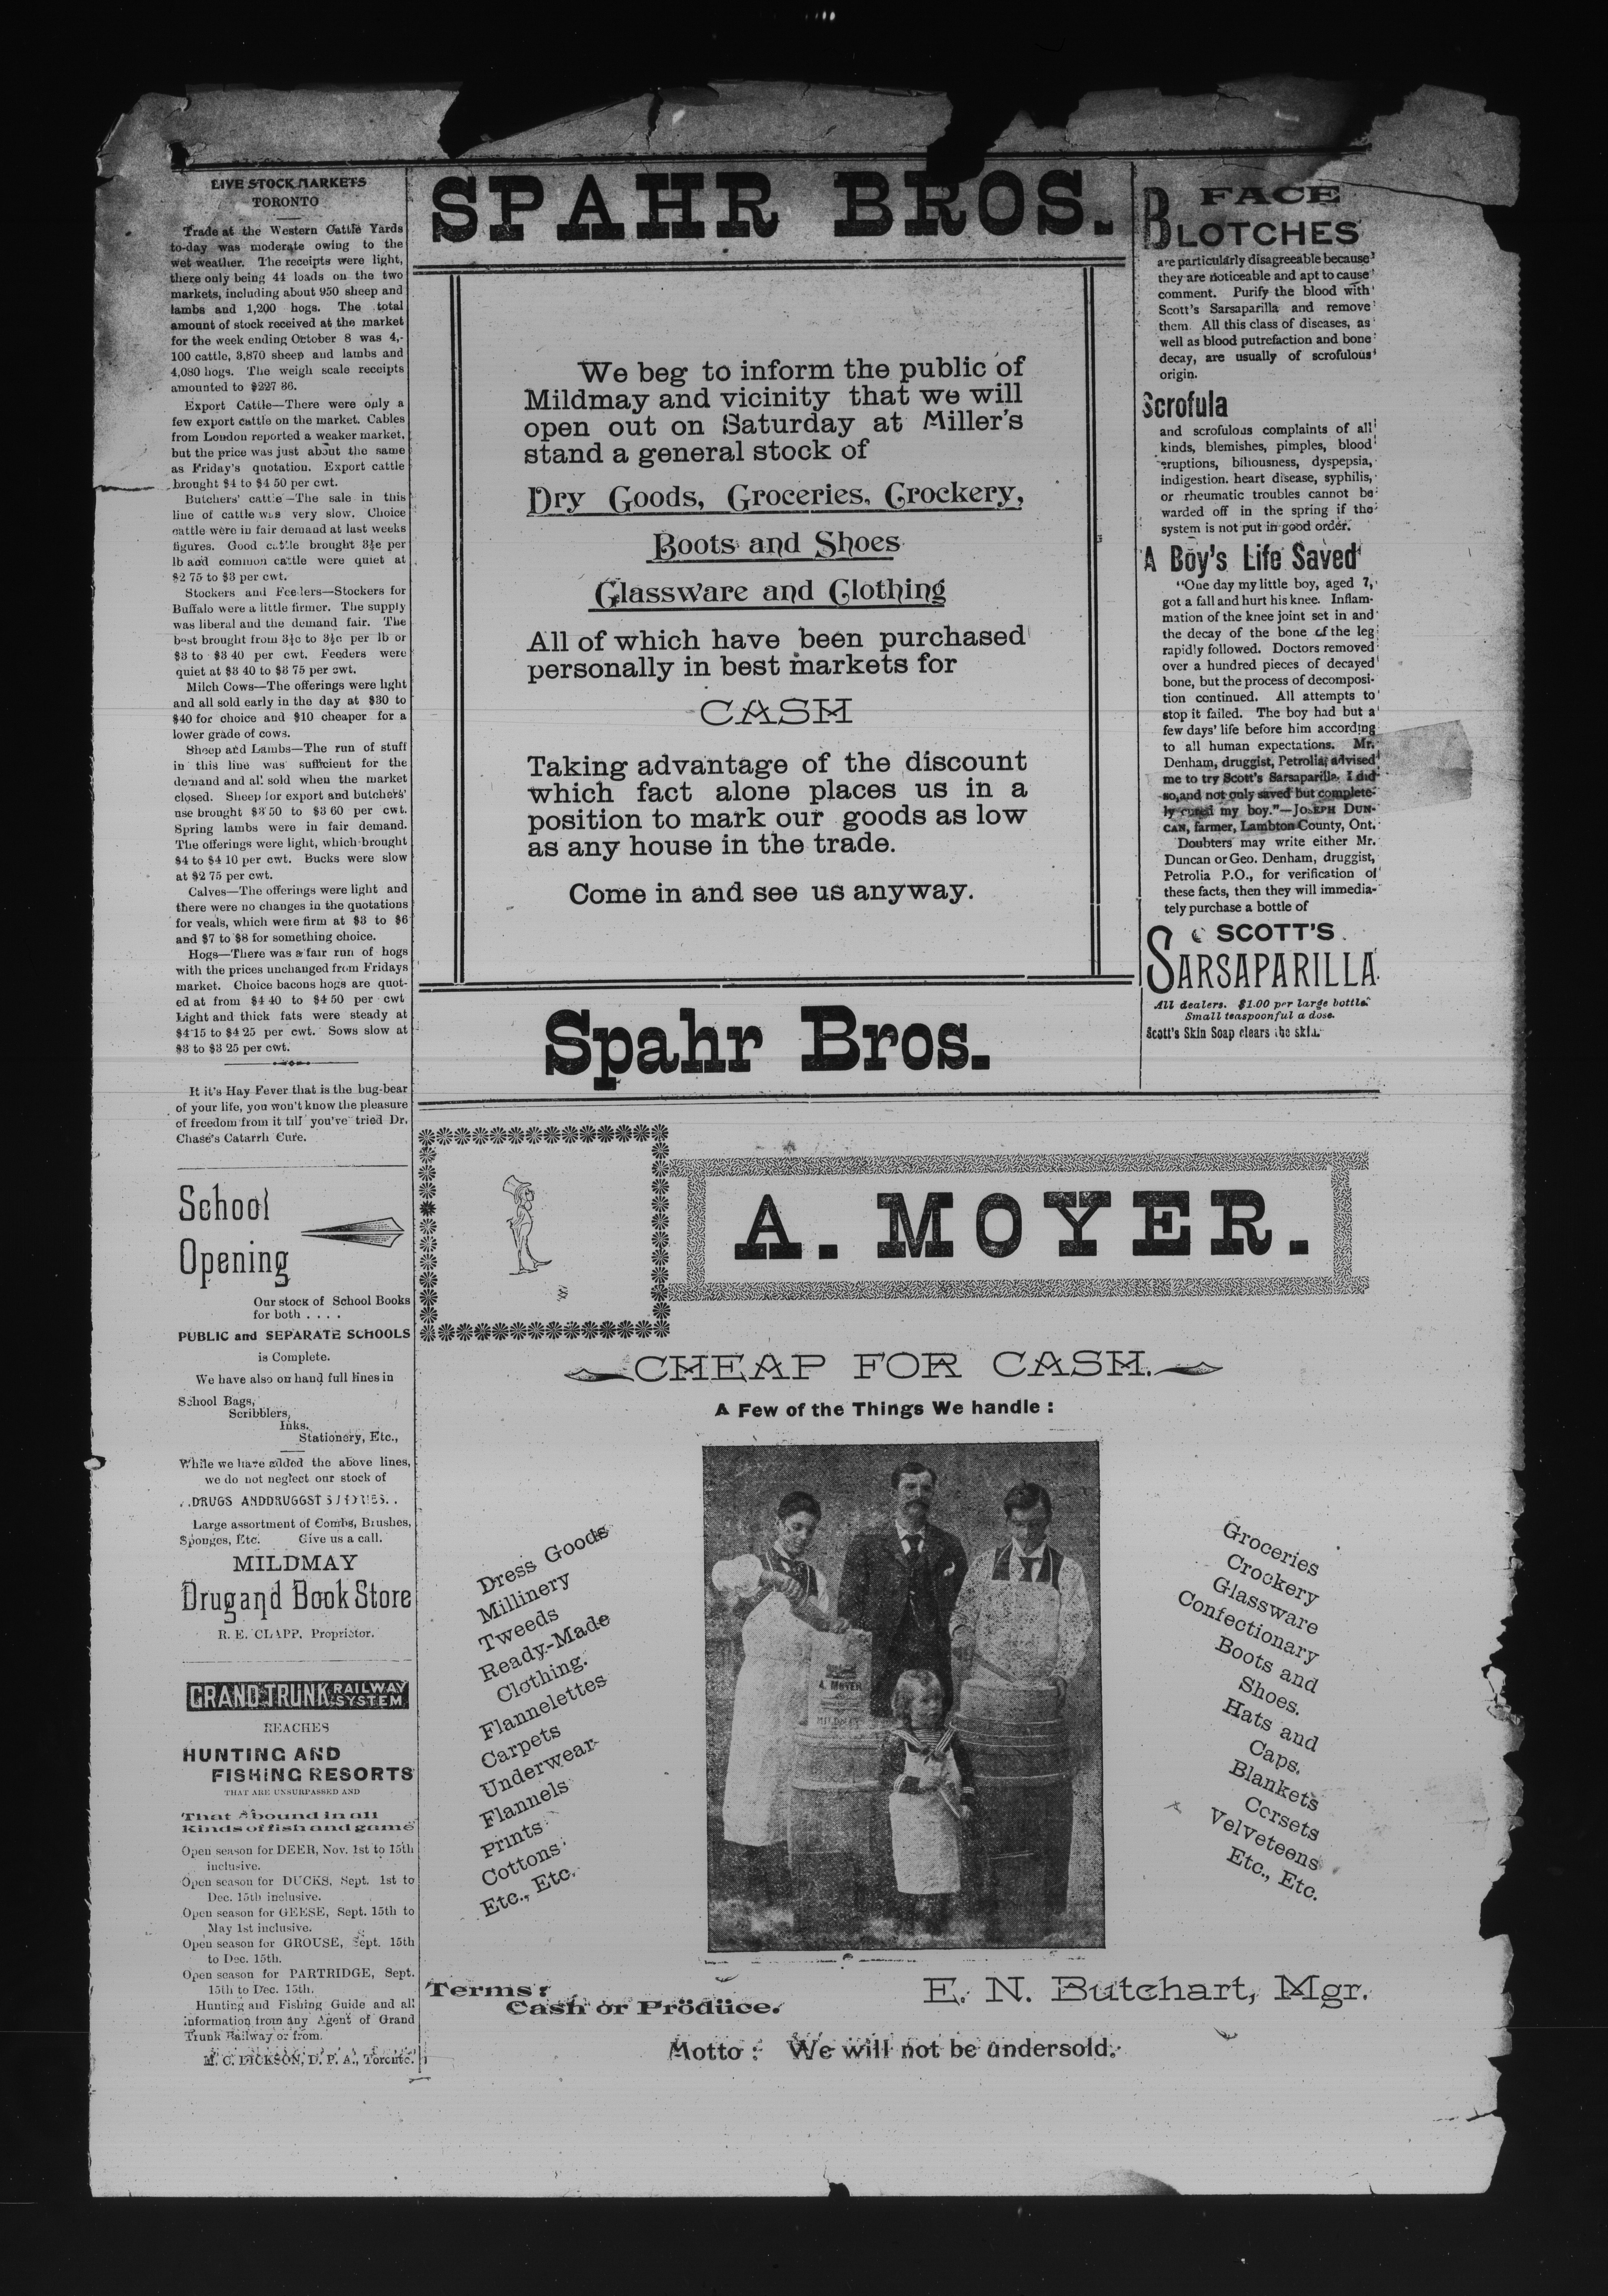 LIVE STOCK MARKETS
TORONTO
Trade at the Western Cattle Yards
to-day was moderate owing to the
wet weather. The receipts were light,
there only being 44 loads on the two
markets, including about 950 sheep and
lambs and 1,200 hogs. The total
amount of stock received at the market
for the week ending October 8 was 4,-
100 cattle, 3,870 sheep and lambs and
4,080 hogs. The weigh scale receipts
amounted to $227 36.
Export Cattle—There were only a
few export cattle on the market. Cables
from London reported a weaker market,
but the price was just about the same
as Friday's quotation. Export cattle
brought $4 to $4 50 per cwt.
Butchers' cattle—The sale in this
line of cattle was very slow. Choice
cattle were in fair demand at last weeks
figures. Good cattle brought 3½c per
lb and common cattle were quiet at
$2 75 to $3 per cwt.
Stockers and Feeders—Stockers for
Buffalo were a little firmer. The supply
was liberal and the demand fair. The
best brought from 3¼c to 3½c per lb or
$3 to $3 40 per cwt. Feeders were
quiet at $3 40 to $3 75 per cwt.
Milch Cows—The offerings were light
and all sold early in the day at $30 to
$40 for choice and $10 cheaper for a
lower grade of cows.
Sheep and Lambs—The run of stuff
in this line was sufficient for the
demand and all sold when the market
closed. Sheep for export and butchers'
use brought $3 50 to $3 60 per cwt.
Spring lambs were in fair demand.
The offerings were light, which brought
$4 to $4 10 per cwt. Bucks were slow
at $2 75 per cwt.
Calves—The offerings were light and
there were no changes in the quotations
for veals, which were firm at $3 to $6
and $7 to $8 for something choice.
Hogs—There was a fair run of hogs
with the prices unchanged from Fridays
market. Choice bacons hogs are quot-
ed at from $4 40 to $4 50 per cwt
Light and thick fats were steady at
$4 15 to $4 25 per cwt. Sows slow at
$3 to $3 25 per cwt.
It it's Hay Fever that is the bug-bear
of your life, you won't know the pleasure
of freedom from it till you've tried Dr.
Chase's Catarrh Cure.
School
Opening
Our stock of School Books
for both . . . .
PUBLIC and SEPARATE SCHOOLS
is Complete.
We have also on hand full lines in
School Bags,
Scribblers,
Inks.
Stationery, Etc.,
While we have added the above lines,
we do not neglect our stock of
..DRUGS ANDDRUGGST SUNDRIES..
Large assortment of Combs, Brushes,
Sponges, Etc. Give us a call.
MILDMAY
Drug and Book Store
R. E. CLAPP, Proprietor.
GRAND TRUNK RAILWAY SYSTEM
REACHES
HUNTING AND
FISHING RESORTS
THAT ARE UNSURPASSED AND
That Abound in all
Kinds of fish and game
Open season for DEER, Nov. 1st to 15th
inclusive.
Open season for DUCKS, Sept. 1st to
Dec. 15th inclusive.
Open season for GEESE, Sept. 15th to
May 1st inclusive.
Open season for GROUSE, Sept. 15th
to Dec. 15th.
Open season for PARTRIDGE, Sept.
15th to Dec. 15th.
Hunting and Fishing Guide and all
information from any Agent of Grand
Trunk Railway or from.
M. C. DICKSON, D. P. A., Toronto.
SPAHR BROS.
We beg to inform the public of
Mildmay and vicinity that we will
open out on Saturday at Miller's
stand a general stock of
Dry Goods, Groceries, Crockery,
Boots and Shoes
Glassware and Clothing
All of which have been purchased
personally in best markets for
CASH
Taking advantage of the discount
which fact alone places us in a
position to mark our goods as low
as any house in the trade.
Come in and see us anyway.
Spahr Bros.
FACE
BLOTCHES
are particularly disagreeable because
they are noticeable and apt to cause
comment. Purify the blood with
Scott's Sarsaparilla and remove
them. All this class of diseases, as
well as blood putrefaction and bone
decay, are usually of scrofulous
origin.
Scrofula
and scrofulous complaints of all
kinds, blemishes, pimples, blood
eruptions, biliousness, dyspepsia,
indigestion. heart disease, syphilis,
or rheumatic troubles cannot be
warded off in the spring if the
system is not put in good order.
A Boy's Life Saved
"One day my little boy, aged 7,
got a fall and hurt his knee. Inflam-
mation of the knee joint set in and
the decay of the bone of the leg
rapidly followed. Doctors removed
over a hundred pieces of decayed
bone, but the process of decomposi-
tion continued. All attempts to
stop it failed. The boy had but a
few days' life before him according
to all human expectations. Mr.
Denham, druggist, Petrolia, advised
me to try Scott's Sarsaparilla. I did
so, and not only saved but complete-
ly cured my boy."—JOSEPH DUN-
CAN, farmer, Lambton County, Ont.
Doubters may write either Mr.
Duncan or Geo. Denham, druggist,
Petrolia P.O., for verification of
these facts, then they will immedia-
tely purchase a bottle of
SCOTT'S
SARSAPARILLA
All dealers. $1.00 per large bottle.
Small teaspoonful a dose.
Scott's Skin Soap clears the skin.
A. MOYER.
CHEAP FOR CASH.
A Few of the Things We handle :
Dress Goods
Millinery
Tweeds
Ready-Made
Clothing.
Flannelettes
Carpets
Underwear
Flannels
Prints
Cottons
Etc., Etc.
A. MOYER
MILDMAY
Groceries
Crockery
Glassware
Confectionary
Boots and
Shoes.
Hats and
Caps.
Blankets
Corsets
Velveteens
Etc., Etc.
Terms :
Cash or Produce.
E. N. Butchart, Mgr.
Motto : We will not be undersold.